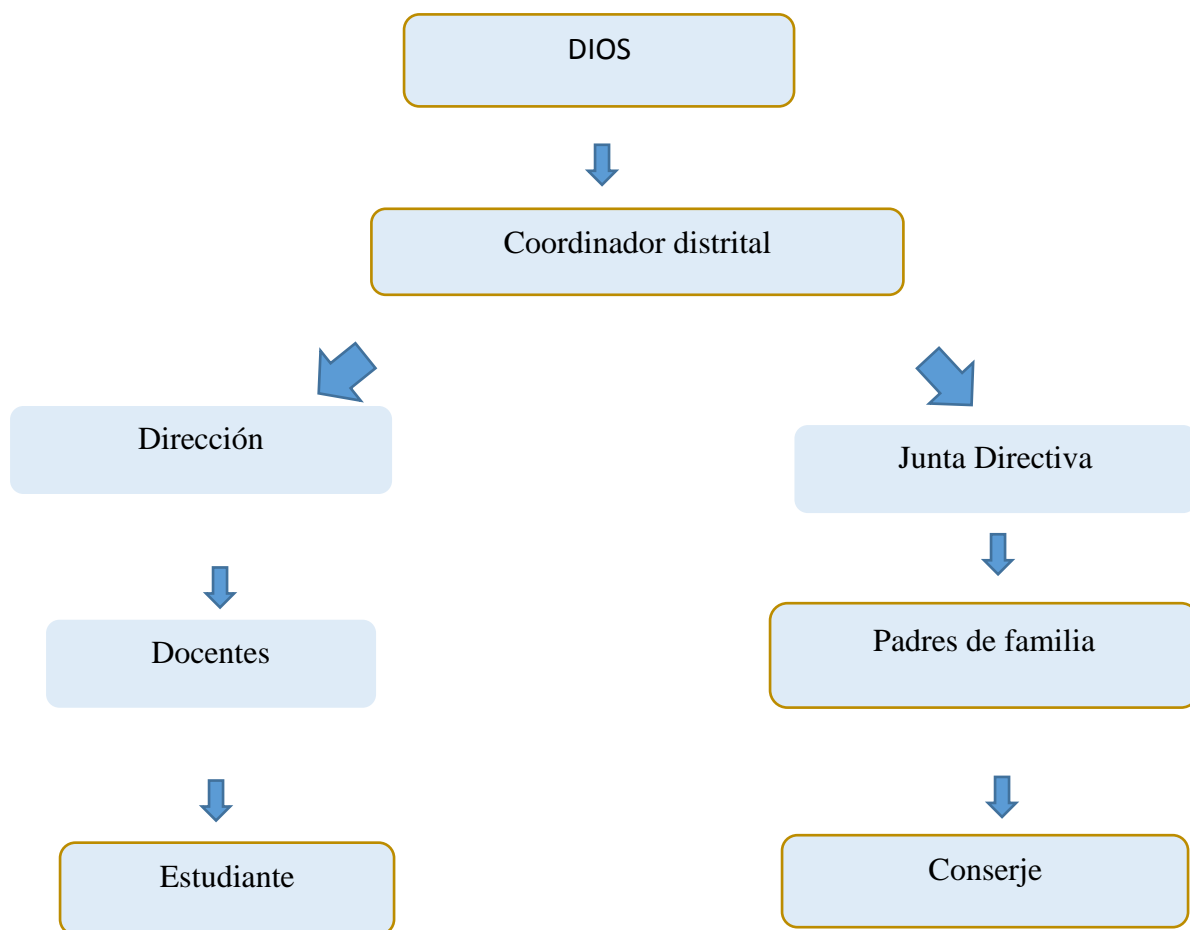 DIOS
Coordinador distrital
Dirección
Junta Directiva
Docentes
Padres de familia
Estudiante
Conserje